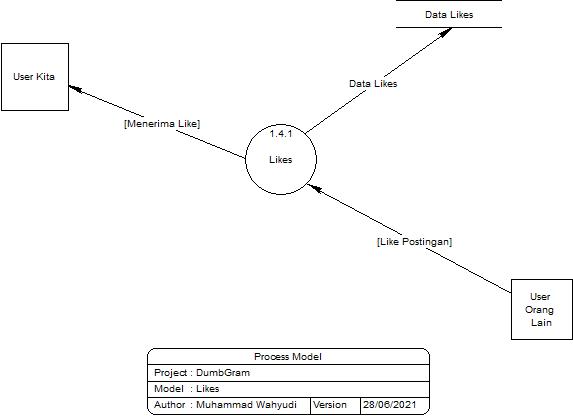 Data Likes
User Kita
Data Likes
[Menerima Like]
1.4.1
Likes
[Like Postingan]
User
Orang
Lain
Process Model
Project : DumbGram
Model : Likes
Author : Muhammad Wahyudi Version 28/06/2021